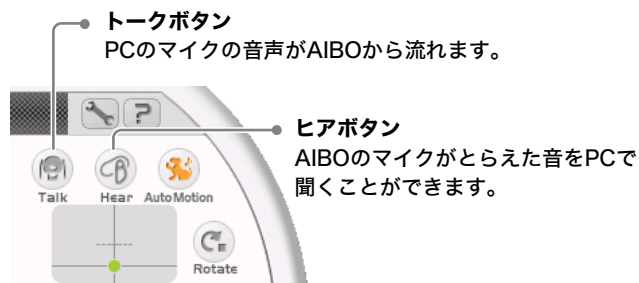 トークボタン
PCのマイクの音声がAIBOから流れます。
?
ヒアボタン
AIBOのマイクがとらえた音をPCで
聞くことができます。
Talk Hear Auto Motion
Rotate